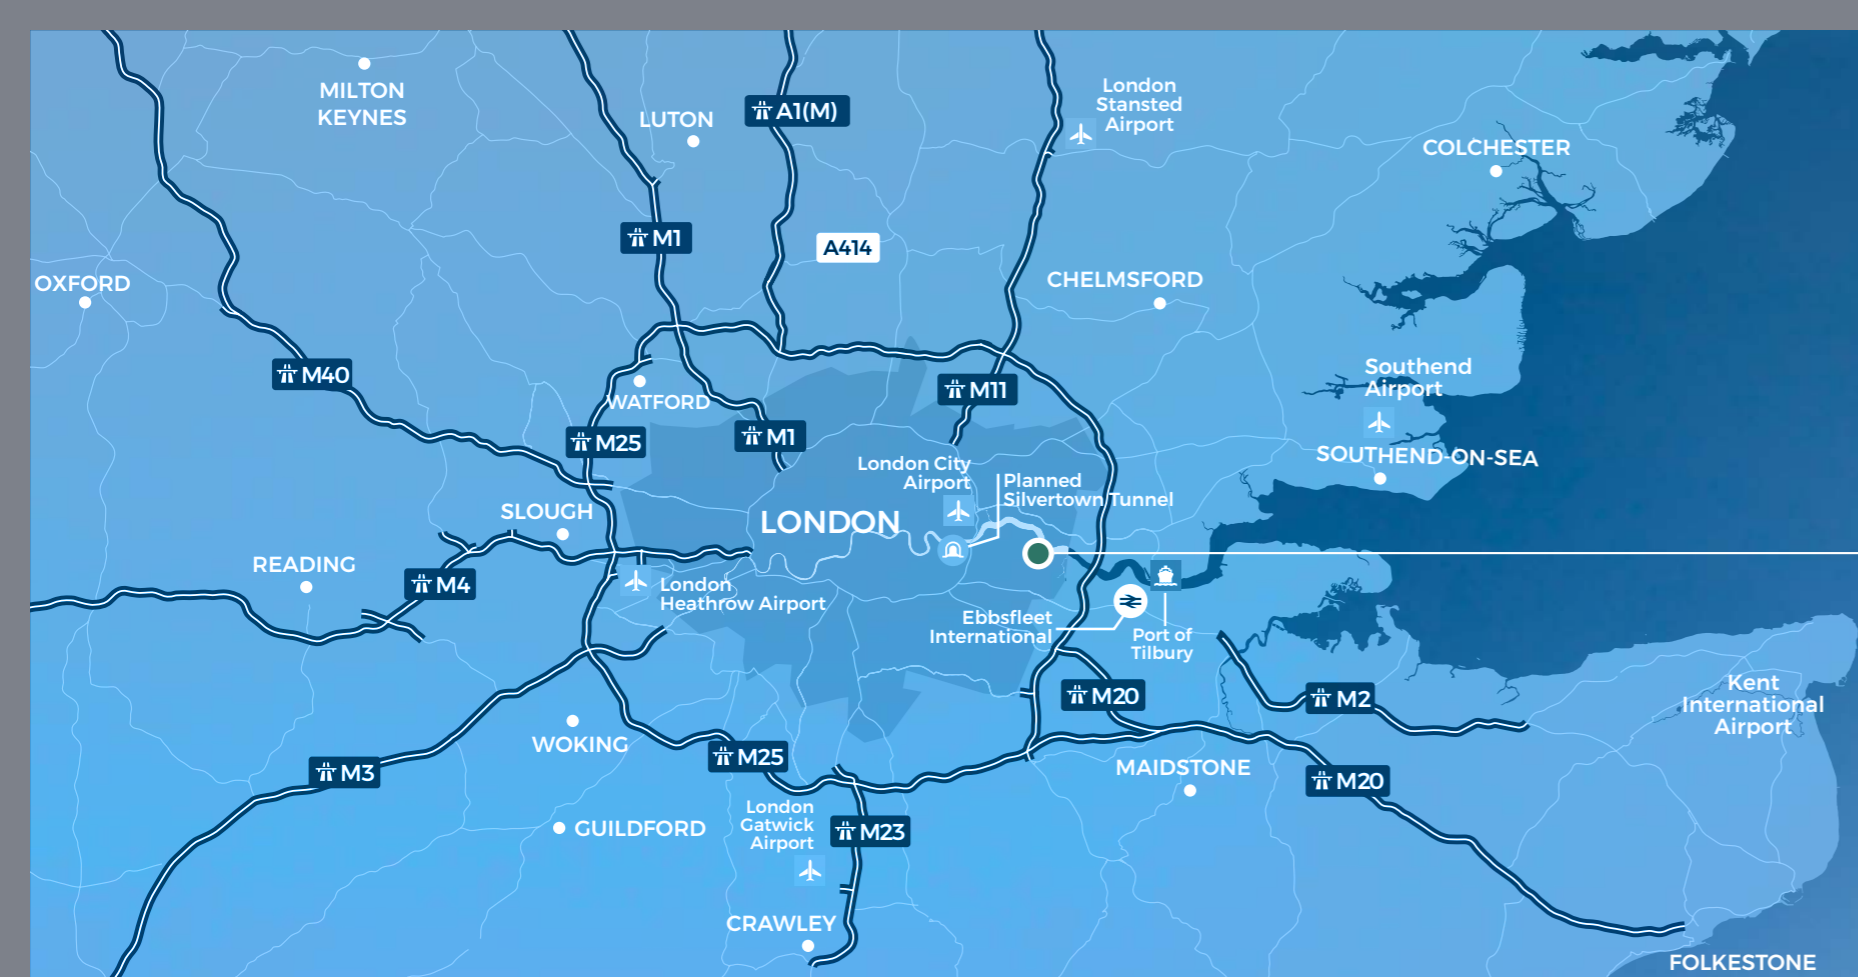 MILTON
KEYNES
LUTON
A1(M)
London
Stansted
Airport
COLCHESTER
M1
A414
OXFORD
CHELMSFORD
M40
WATFORD
M11
Southend
Airport
M25
M1
SOUTHEND-ON-SEA
London City
Airport
Planned
Silvertown Tunnel
SLOUGH
LONDON
READING
M4
London
Heathrow Airport
Ebbsfleet
International
Port of
Tilbury
M20
M2
Kent
International
Airport
WOKING
M25
M3
MAIDSTONE
M20
London
Gatwick
Airport
GUILDFORD
M23
CRAWLEY
FOLKESTONE